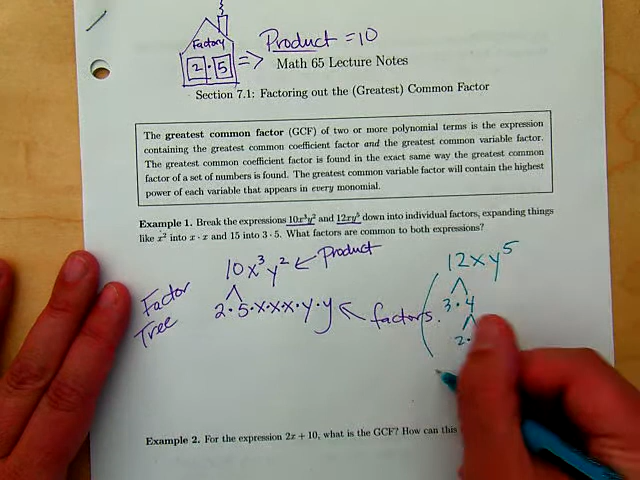 Factory
2 · 5 => Product = 10
Math 65 Lecture Notes
Section 7.1: Factoring out the (Greatest) Common Factor
The greatest common factor (GCF) of two or more polynomial terms is the expression
containing the greatest common coefficient factor and the greatest common variable factor.
The greatest common coefficient factor is found in the exact same way the greatest common
factor of a set of numbers is found. The greatest common variable factor will contain the highest
power of each variable that appears in every monomial.
Example 1. Break the expressions 10x³y² and 12xy⁵ down into individual factors, expanding things
like x² into x · x and 15 into 3 · 5. What factors are common to both expressions?
10x³y² ← Product
12xy⁵
Factor
Tree
2·5·x·x·x·y·y ← factors.
3·4
2·
Example 2. For the expression 2x + 10, what is the GCF? How can this